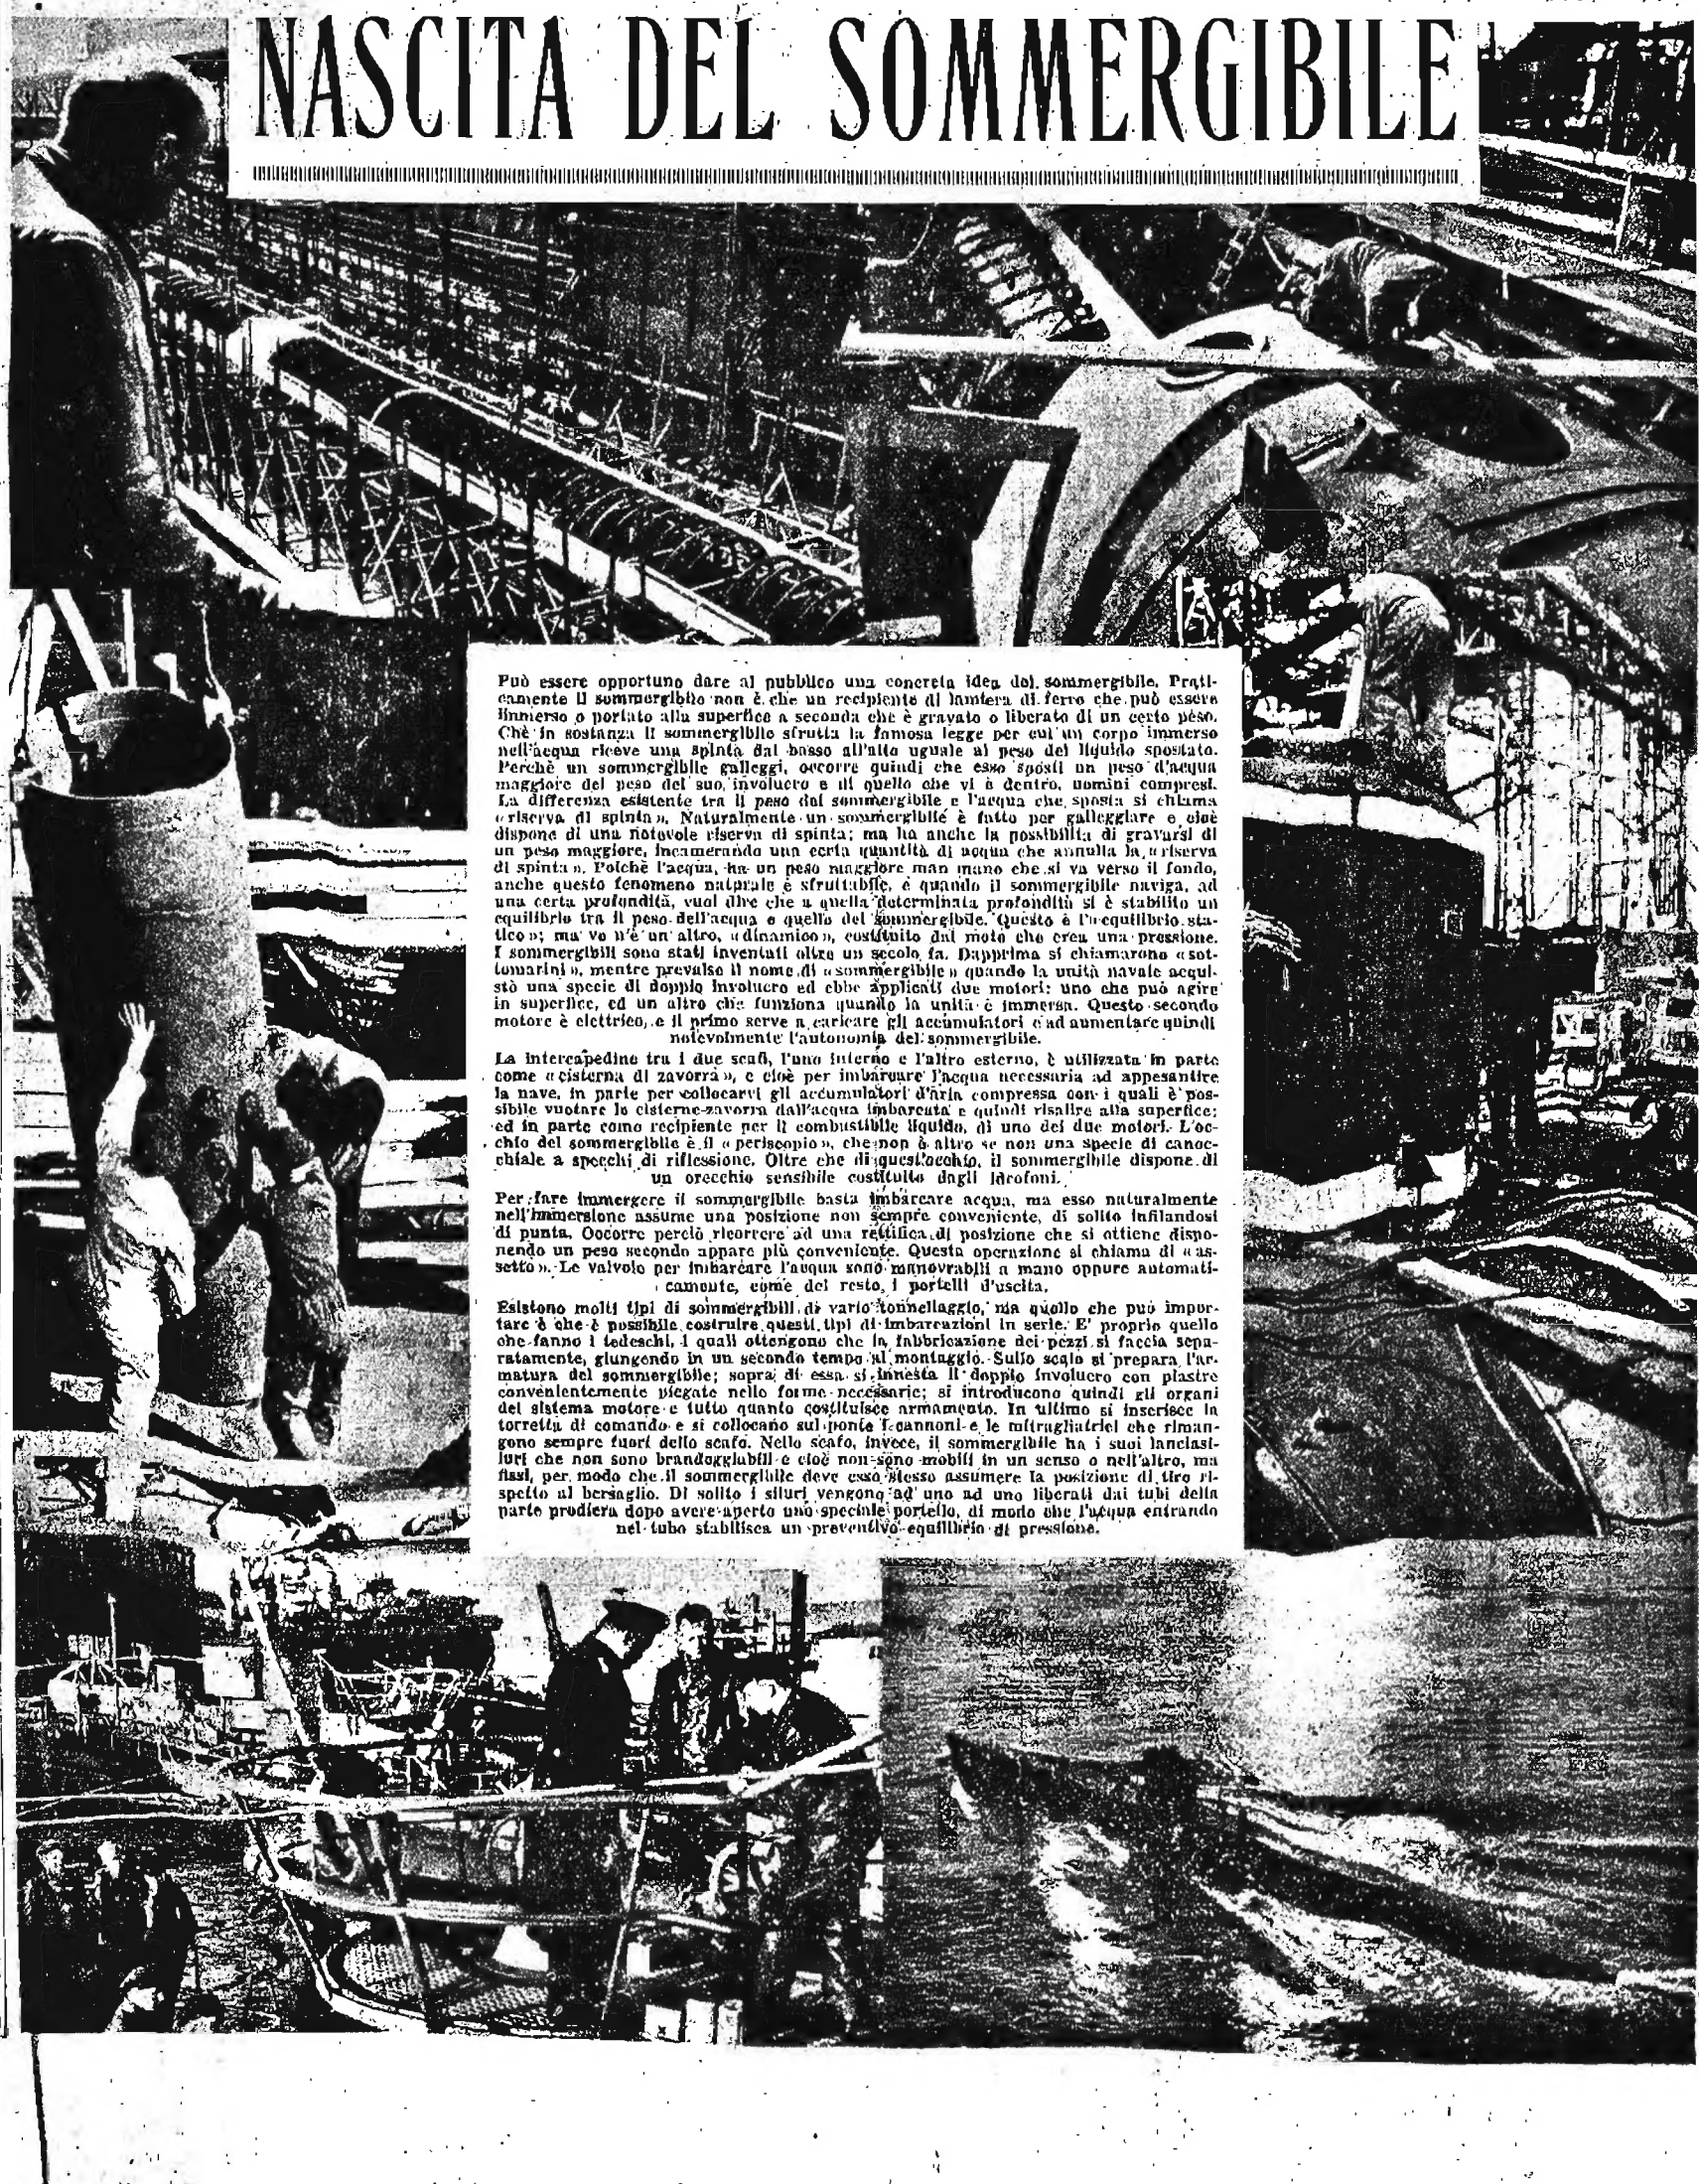 NASCITA DEL SOMMERGIBILE
Può essere opportuno dare al pubblico una concreta idea del sommergibile. Prati-
camente il sommergibile non è che un recipiente di lamiera di ferro che può essere
immerso o portato alla superfice a seconda che è gravato o liberato di un certo peso.
Chè in sostanza il sommergibile sfrutta la famosa legge per cui un corpo immerso
nell'acqua riceve una spinta dal basso all'alto uguale al peso del liquido spostato.
Perchè un sommergibile galleggi, occorre quindi che esso sposti un peso d'acqua
maggiore del peso del suo involucro e di quello che vi è dentro, uomini compresi.
La differenza esistente tra il peso del sommergibile e l'acqua che sposta si chiama
« riserva di spinta ». Naturalmente un sommergibile è fatto per galleggiare e cioè
dispone di una notevole riserva di spinta; ma ha anche la possibilità di gravarsi di
un peso maggiore, incamerando una certa quantità di acqua che annulla la « riserva
di spinta ». Poichè l'acqua ha un peso maggiore man mano che si va verso il fondo,
anche questo fenomeno naturale è sfruttabile, e quando il sommergibile naviga, ad
una certa profondità, vuol dire che a quella determinata profondità si è stabilito un
equilibrio tra il peso dell'acqua e quello del sommergibile. Questo è l'« equilibrio sta-
tico »; ma ve n'è un altro, « dinamico », costituito dal moto che crea una pressione.
I sommergibili sono stati inventati oltre un secolo fa. Dapprima si chiamarono « sot-
tomarini », mentre prevalse il nome di « sommergibile » quando la unità navale acqui-
stò una specie di doppio involucro ed ebbe applicati due motori: uno che può agire
in superfice, ed un altro che funziona quando la unità è immersa. Questo secondo
motore è elettrico, e il primo serve a caricare gli accumulatori e ad aumentare quindi
notevolmente l'autonomia del sommergibile.
La intercapedine tra i due scafi, l'uno interno e l'altro esterno, è utilizzata in parte
come « cisterna di zavorra », e cioè per imbarcare l'acqua necessaria ad appesantire
la nave, in parte per collocarvi gli accumulatori d'aria compressa con i quali è pos-
sibile vuotare le cisterne-zavorra dall'acqua imbarcata e quindi risalire alla superfice;
ed in parte come recipiente per il combustibile liquido, di uno dei due motori. L'oc-
chio del sommergibile è il « periscopio », che non è altro se non una specie di canoc-
chiale a specchi di riflessione. Oltre che di quest'occhio, il sommergibile dispone di
un orecchio sensibile costituito dagli idrofoni.
Per fare immergere il sommergibile basta imbarcare acqua, ma esso naturalmente
nell'immersione assume una posizione non sempre conveniente, di solito infilandosi
di punta. Occorre perciò ricorrere ad una rettifica di posizione che si ottiene dispo-
nendo un peso secondo appare più conveniente. Questa operazione si chiama di « as-
setto ». Le valvole per imbarcare l'acqua sono manovrabili a mano oppure automati-
camente, come del resto, i portelli d'uscita.
Esistono molti tipi di sommergibili di vario tonnellaggio, ma quello che può impor-
tare è che è possibile costruire questi tipi di imbarcazioni in serie. E' proprio quello
che fanno i tedeschi, i quali ottengono che la fabbricazione dei pezzi si faccia sepa-
ratamente, giungendo in un secondo tempo al montaggio. Sullo scalo si prepara l'ar-
matura del sommergibile; sopra di essa si innesta il doppio involucro con piastre
convenientemente piegate nelle forme necessarie; si introducono quindi gli organi
del sistema motore e tutto quanto costituisce armamento. In ultimo si inserisce la
torretta di comando e si collocano sul ponte i cannoni e le mitragliatrici che riman-
gono sempre fuori dello scafo. Nello scafo, invece, il sommergibile ha i suoi lanciasi-
luri che non sono brandeggiabili e cioè non sono mobili in un senso o nell'altro, ma
fissi, per modo che il sommergibile deve esso stesso assumere la posizione di tiro ri-
spetto al bersaglio. Di solito i siluri vengono ad uno ad uno liberati dai tubi della
parte prodiera dopo avere aperto uno speciale portello, di modo che l'acqua entrando
nel tubo stabilisca un preventivo equilibrio di pressione.